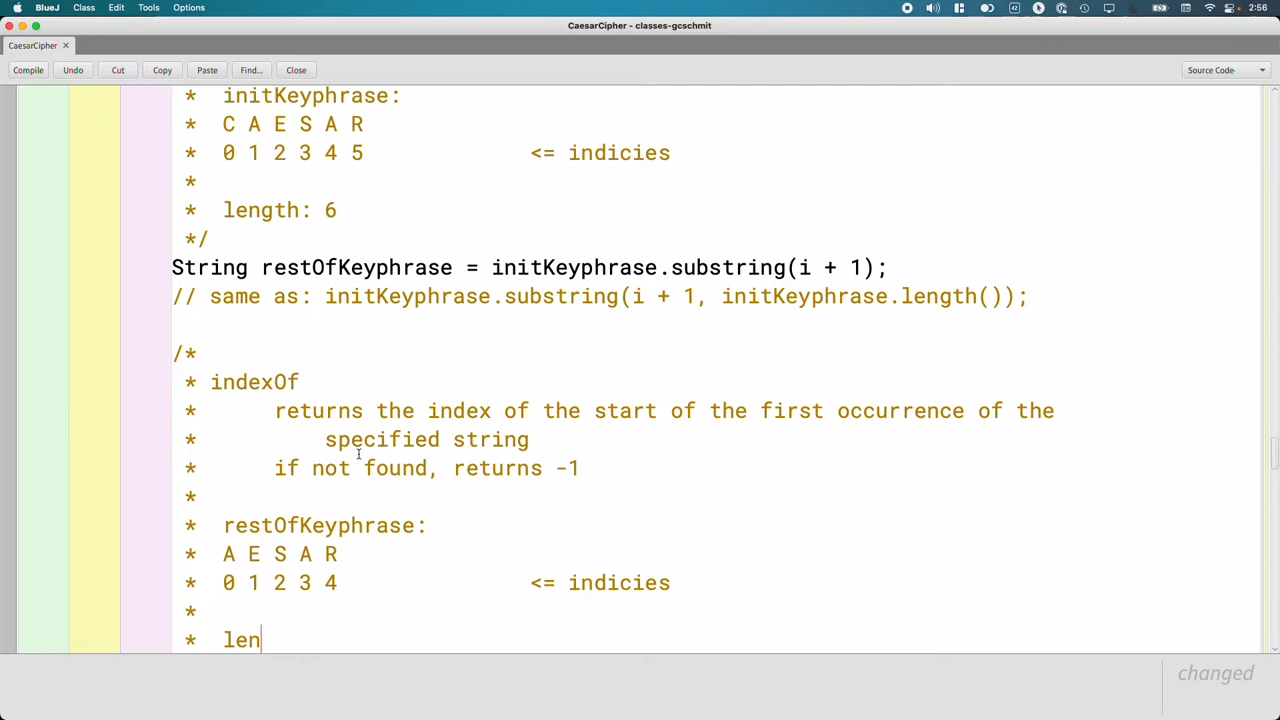 BlueJ Class Edit Tools Options 2:56
CaesarCipher - classes-gcschmit
CaesarCipher ×
Compile Undo Cut Copy Paste Find... Close Source Code
* initKeyphrase:
* C A E S A R
* 0 1 2 3 4 5 <= indicies
*
* length: 6
*/
String restOfKeyphrase = initKeyphrase.substring(i + 1);
// same as: initKeyphrase.substring(i + 1, initKeyphrase.length());
/*
* indexOf
* returns the index of the start of the first occurrence of the
* specified string
* if not found, returns -1
*
* restOfKeyphrase:
* A E S A R
* 0 1 2 3 4 <= indicies
*
* len
changed